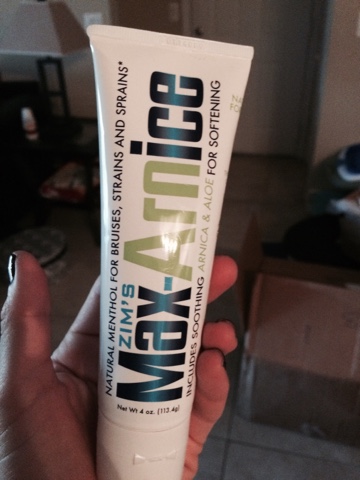 NATURAL MENTHOL FOR BRUISES, STRAINS AND SPRAINS*
ZIM'S
Max-Arnice
INCLUDES SOOTHING ARNICA & ALOE FOR SOFTENING
Net Wt 4 oz. (113.4g)